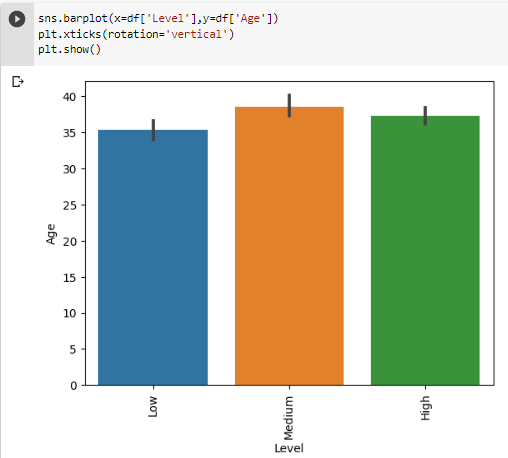 sns.barplot(x=df['Level'],y=df['Age'])
plt.xticks(rotation='vertical')
plt.show()
40
35
30
25
20
15
10
5
0
Age
Low
Medium
High
Level